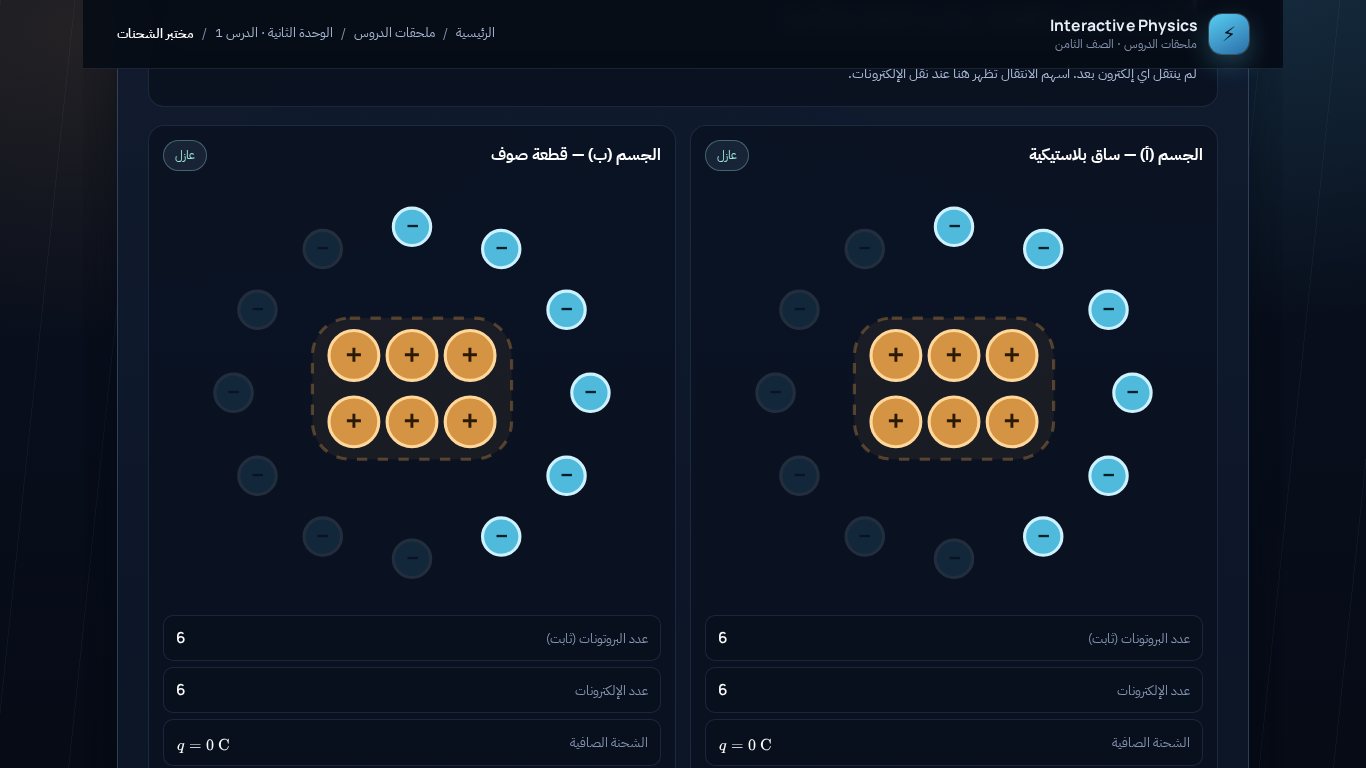 Interactive Physics
ملحقات الدروس · الصف الثامن
الرئيسية / ملحقات الدروس / الوحدة الثانية · الدرس 1 / مختبر الشحنات
لم ينتقل أي إلكترون بعد. أسهم الانتقال تظهر هنا عند نقل الإلكترونات.
الجسم (أ) — ساق بلاستيكية
عازل
−
− −
− −
− −
− −
− −
− −
+ + +
+ + +
عدد البروتونات (ثابت) 6
عدد الإلكترونات 6
الشحنة الصافية q = 0 C
الجسم (ب) — قطعة صوف
عازل
−
− −
− −
− −
− −
− −
−
+ + +
+ + +
عدد البروتونات (ثابت) 6
عدد الإلكترونات 6
الشحنة الصافية q = 0 C